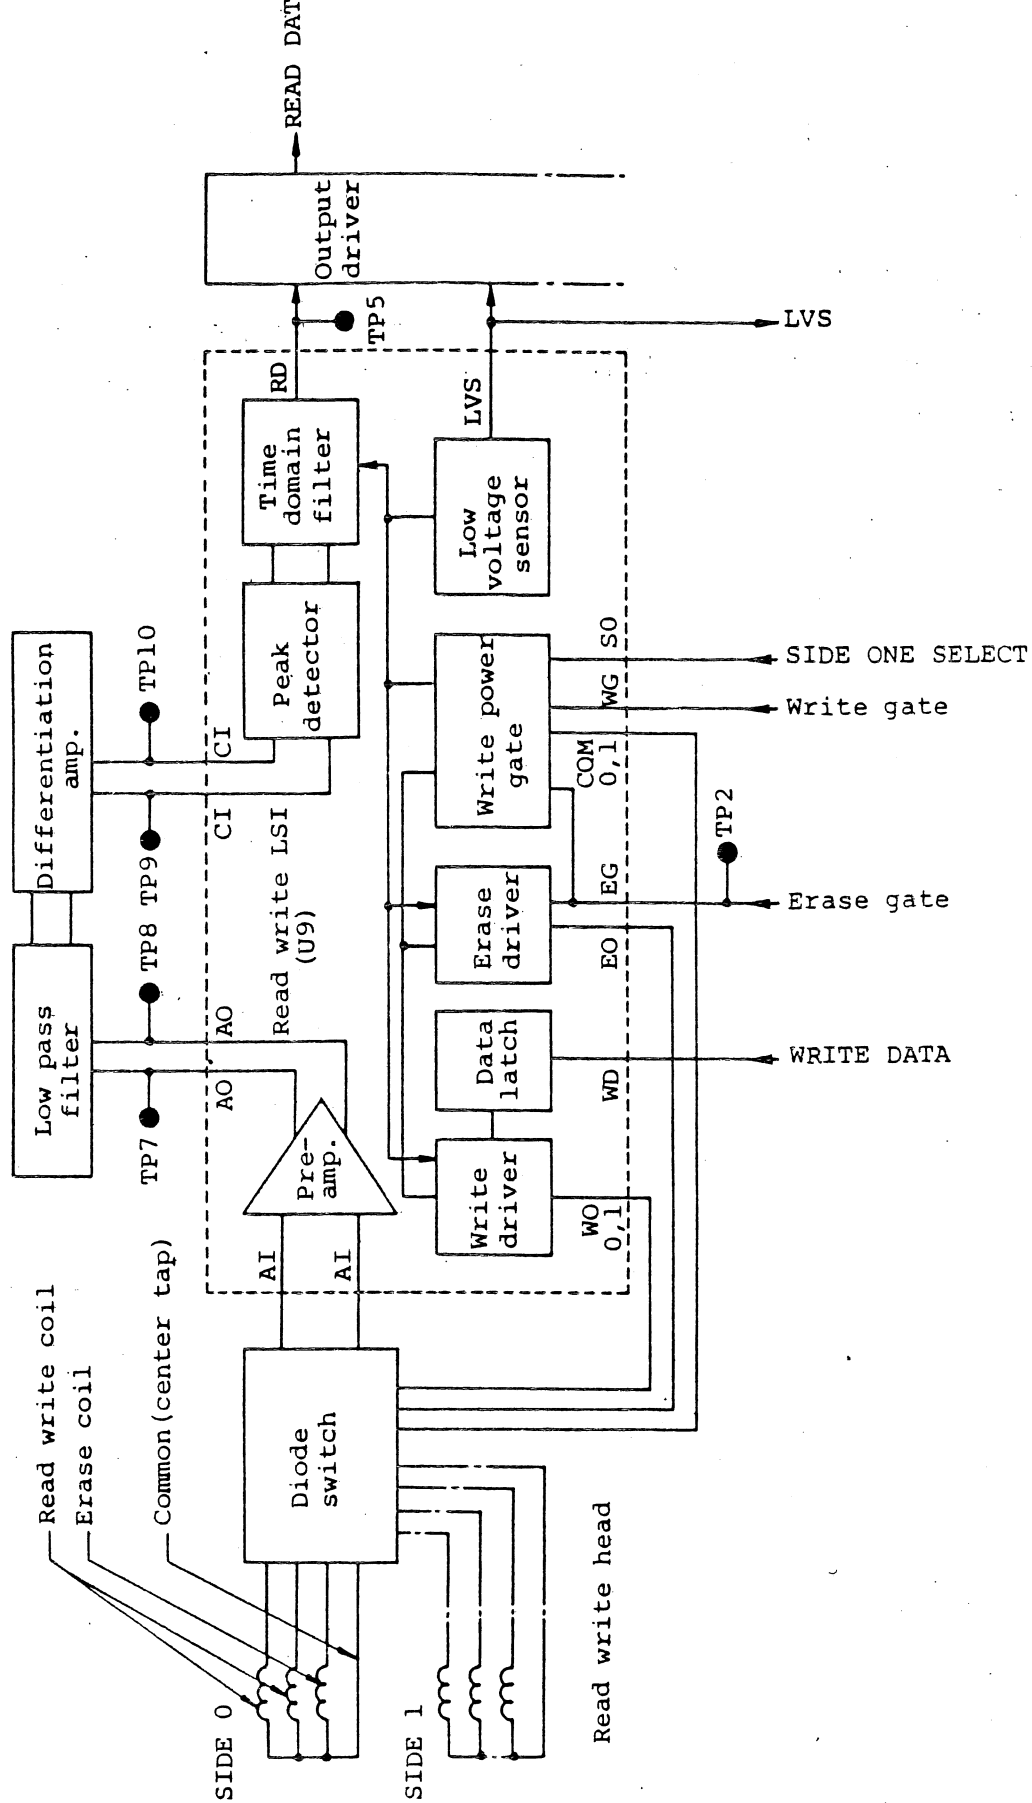 Read write coil
Erase coil
Common(center tap)
SIDE 0
SIDE 1
Read write head
Diode
switch
AI
AI
Pre-
amp.
AO
AO
TP7
TP8
Low pass
filter
Differentiation
amp.
TP9
TP10
CI
CI
Read write LSI
(U9)
Peak
detector
Time
domain
filter
RD
TP5
Output
driver
READ DAT
Write
driver
WO
0,1
Data
latch
WD
WRITE DATA
Erase
driver
EO
EG
Erase gate
TP2
Write power
gate
COM
0,1
WG
SO
Write gate
SIDE ONE SELECT
Low
voltage
sensor
LVS
LVS